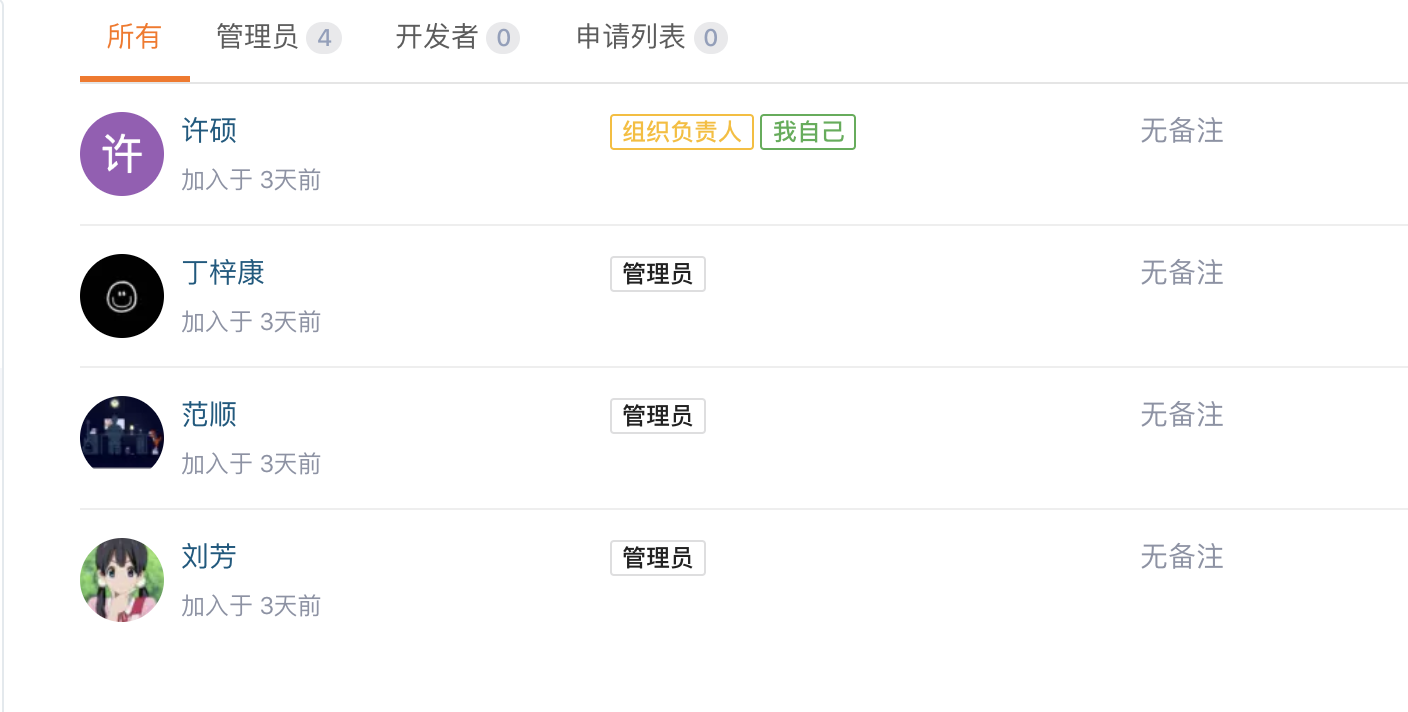 所有 管理员 4 开发者 0 申请列表 0
许 许硕 组织负责人 我自己 无备注
加入于 3天前
丁梓康 管理员 无备注
加入于 3天前
范顺 管理员 无备注
加入于 3天前
刘芳 管理员 无备注
加入于 3天前